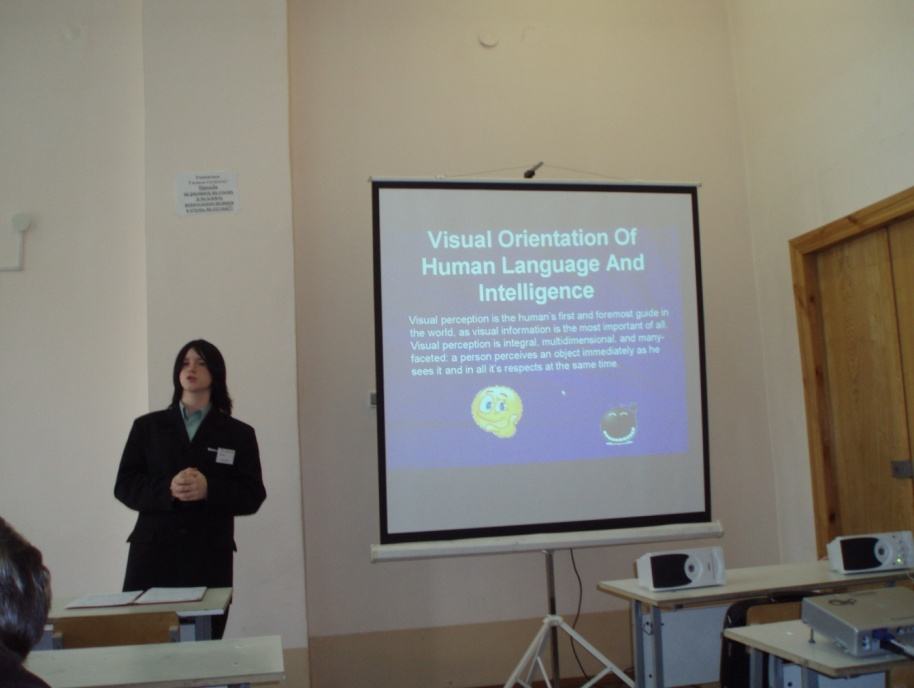 Visual Orientation Of
Human Language And
Intelligence
Visual perception is the human's first and foremost guide in
the world, as visual information is the most important of all.
Visual perception is integral, multidimensional, and many-
faceted: a person perceives an object immediately as he
sees it and in all it's respects at the same time.